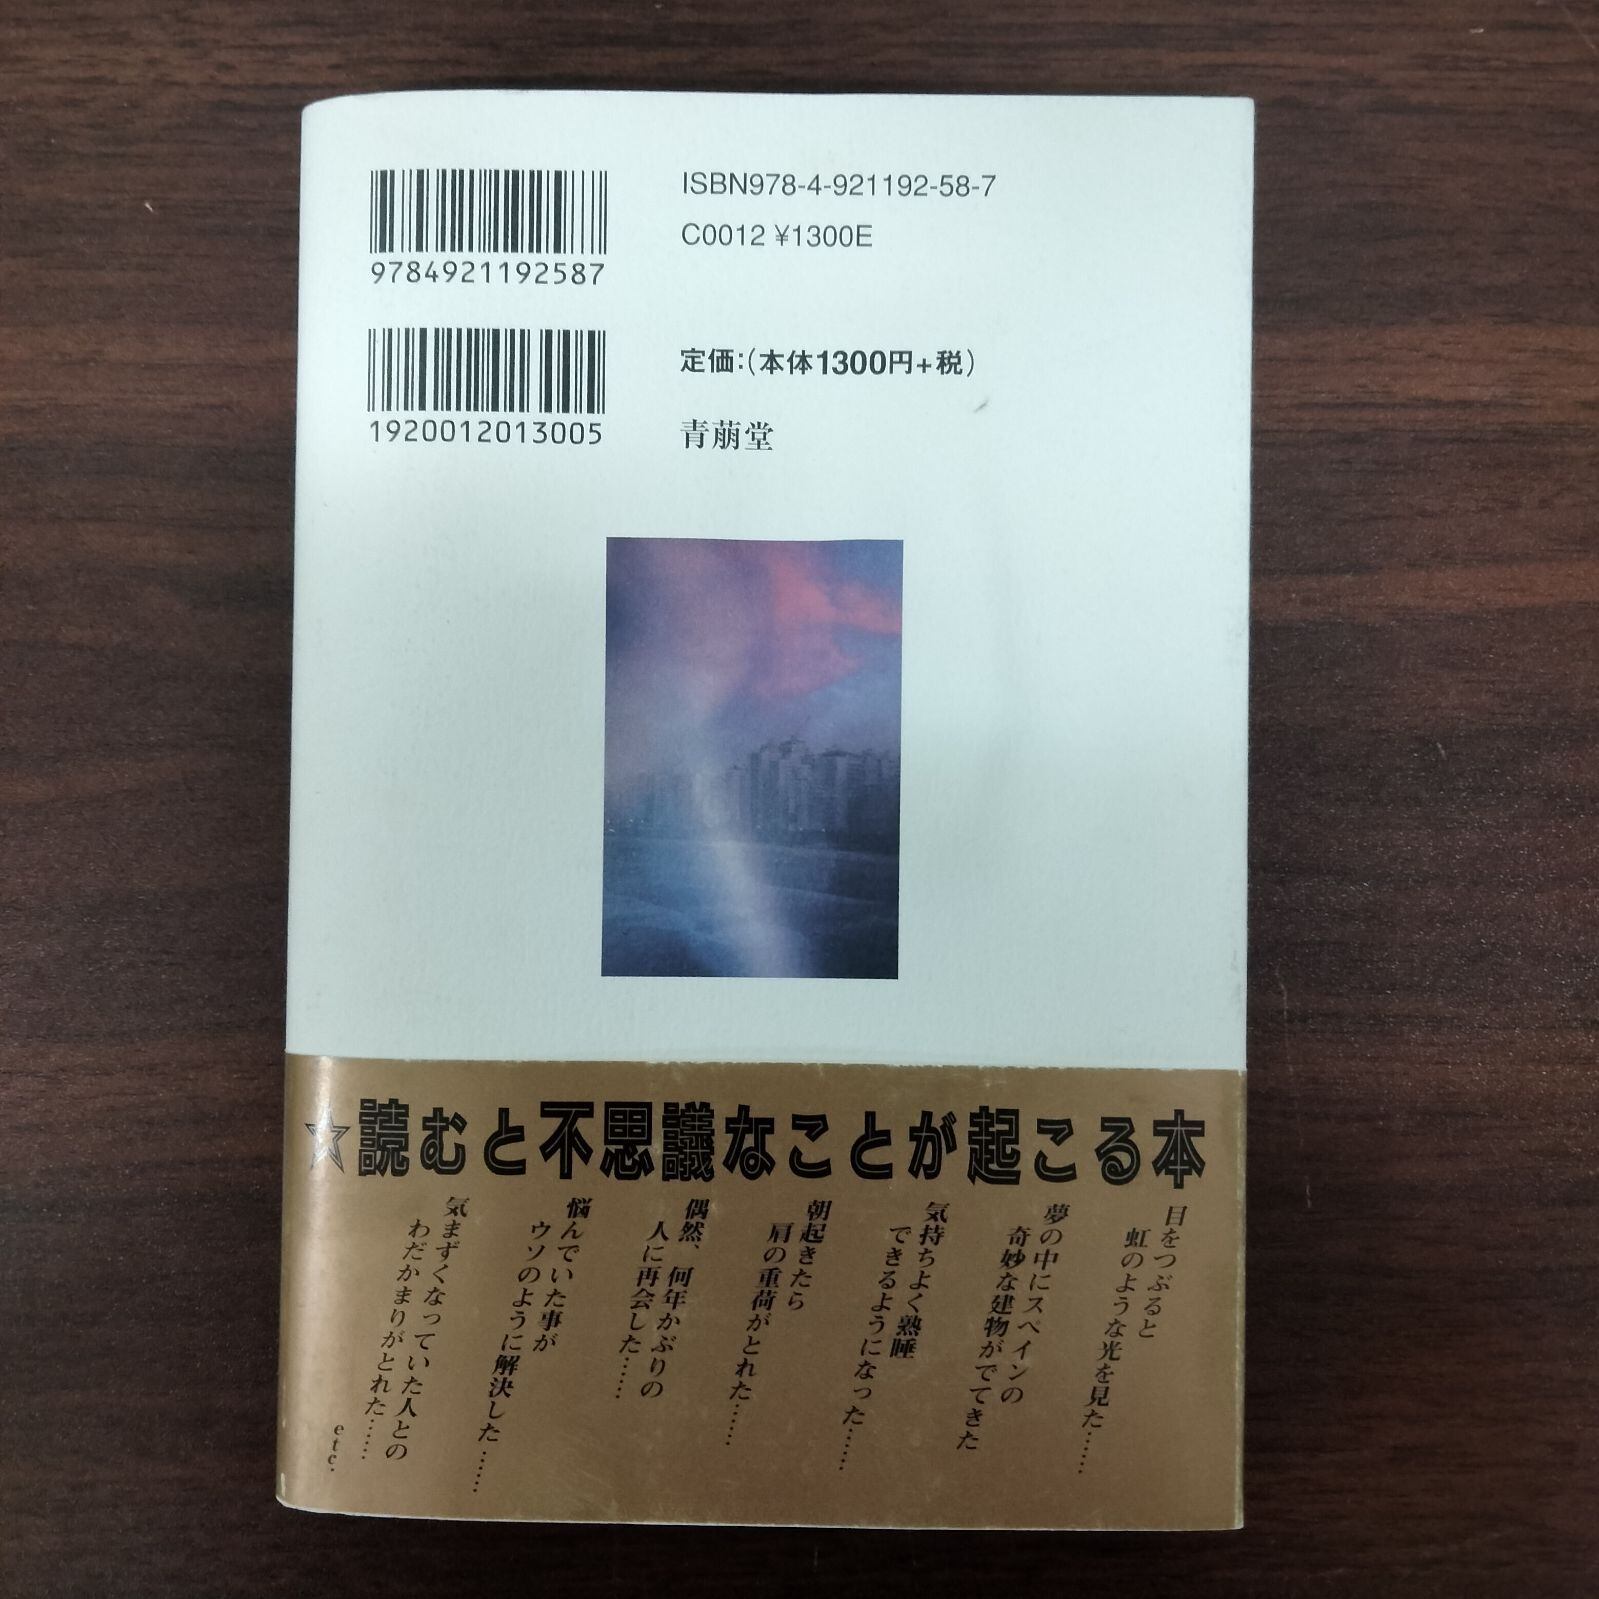 9784921192587
ISBN978-4-921192-58-7
C0012 ¥1300E
1920012013005
定価:(本体1300円+税)
青萠堂
☆読むと不思議なことが起こる本
目をつぶると
虹のような光を見た……
夢の中にスペインの
奇妙な建物がでてきた
気持ちよく熟睡
できるようになった……
朝起きたら
肩の重荷がとれた……
偶然、何年かぶりの
人に再会した……
悩んでいた事が
ウソのように解決した……
気まずくなっていた人との
わだかまりがとれた……
etc.